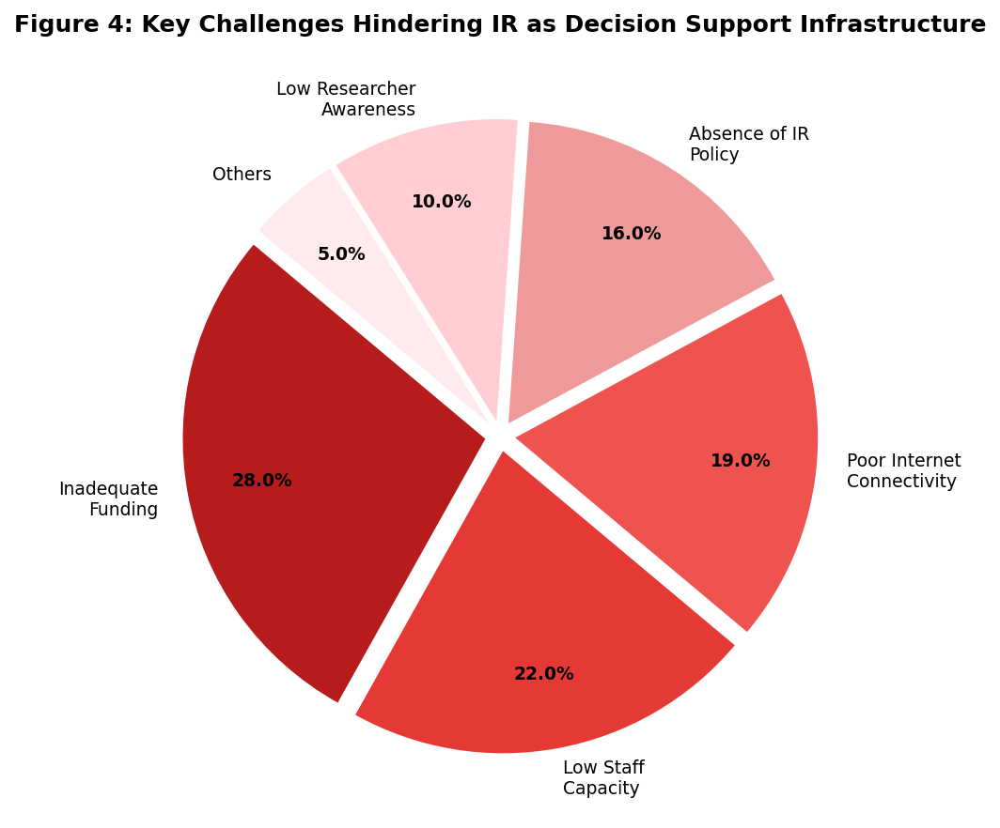 Figure 4: Key Challenges Hindering IR as Decision Support Infrastructure
Low Researcher
Awareness
Absence of IR
Policy
Others
10.0%
16.0%
5.0%
Inadequate
Funding
28.0%
19.0%
Poor Internet
Connectivity
22.0%
Low Staff
Capacity